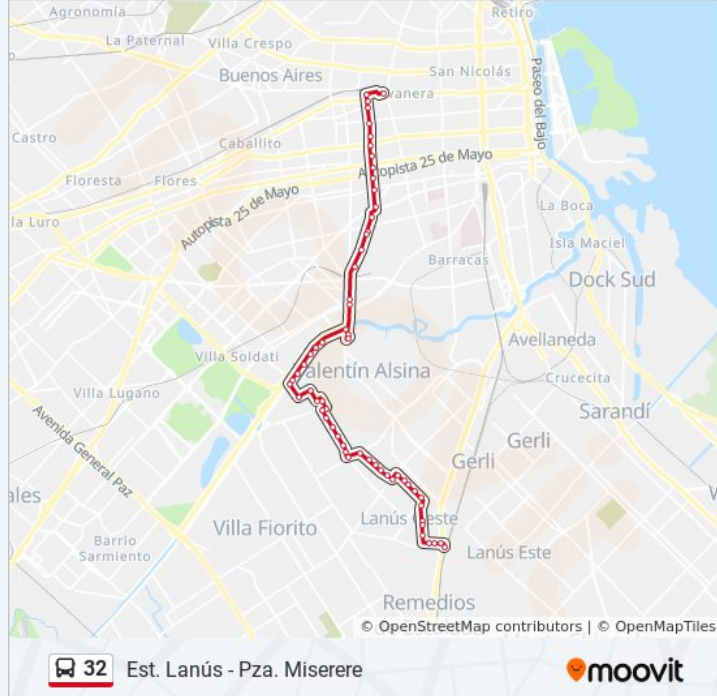 Agronomía
Retiro
La Paternal
Villa Crespo
San Nicolás
Buenos Aires
Paseo del Bajo
Castro
vanera
Caballito
Autopista 25 de Mayo
Floresta
Flores
la Luro
Autopista 25 de Mayo
La Boca
Isla Maciel
Barracas
Dock Sud
Avellaneda
Villa Soldati
alentín Alsina
Crucecita
Villa Lugano
Sarandí
Avenida General Paz
Gerli
Gerli
ales
Lanús Oeste
Villa Fiorito
Barrio
Sarmiento
Lanús Este
Remedios
© OpenStreetMap contributors | © OpenMapTiles
32 Est. Lanús - Pza. Miserere
moovit